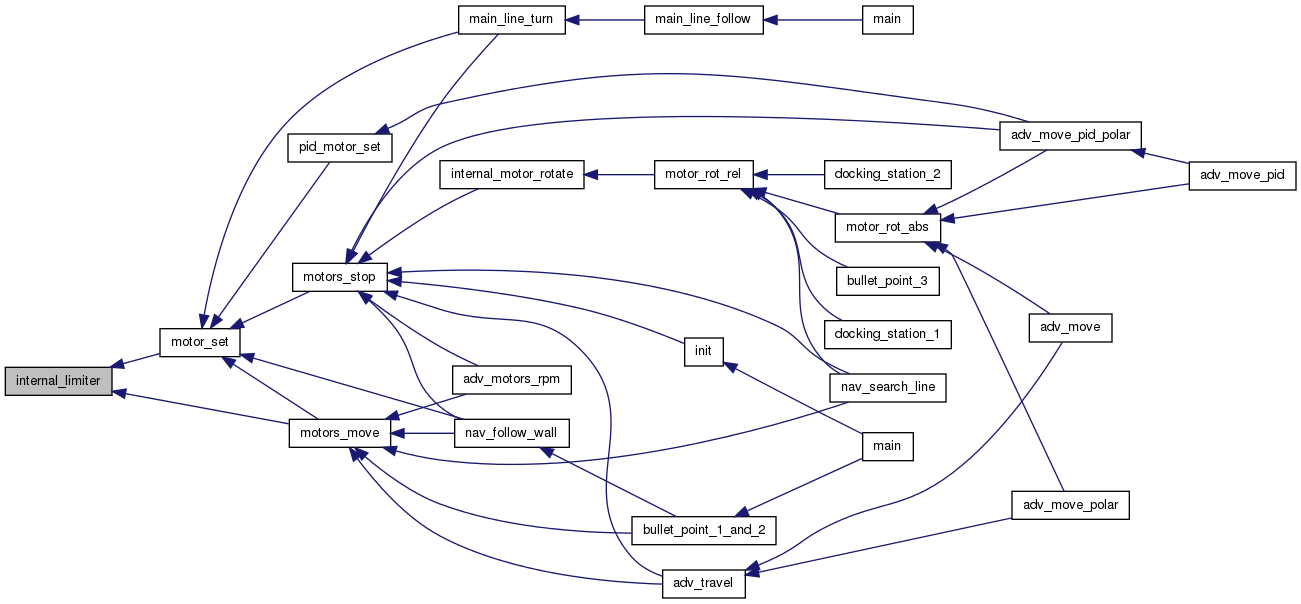 main_line_turn
main_line_follow
main
pid_motor_set
adv_move_pid_polar
internal_motor_rotate
motor_rot_rel
docking_station_2
adv_move_pid
motor_rot_abs
motors_stop
bullet_point_3
motor_set
init
docking_station_1
adv_move
internal_limiter
adv_motors_rpm
nav_search_line
motors_move
nav_follow_wall
main
bullet_point_1_and_2
adv_move_polar
adv_travel